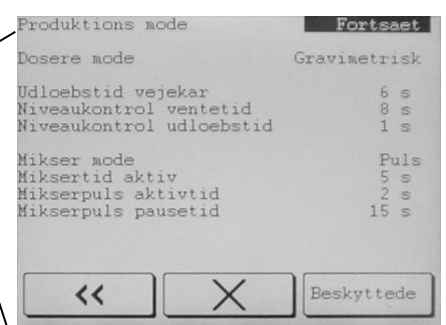 Produktions mode Fortsaet
Dosere mode Gravimetrisk
Udloebstid vejekar 6 s
Niveaukontrol ventetid 8 s
Niveaukontrol udloebstid 1 s
Mikser mode Puls
Miksertid aktiv 5 s
Mikserpuls aktivtid 2 s
Mikserpuls pausetid 15 s
<< X Beskyttede